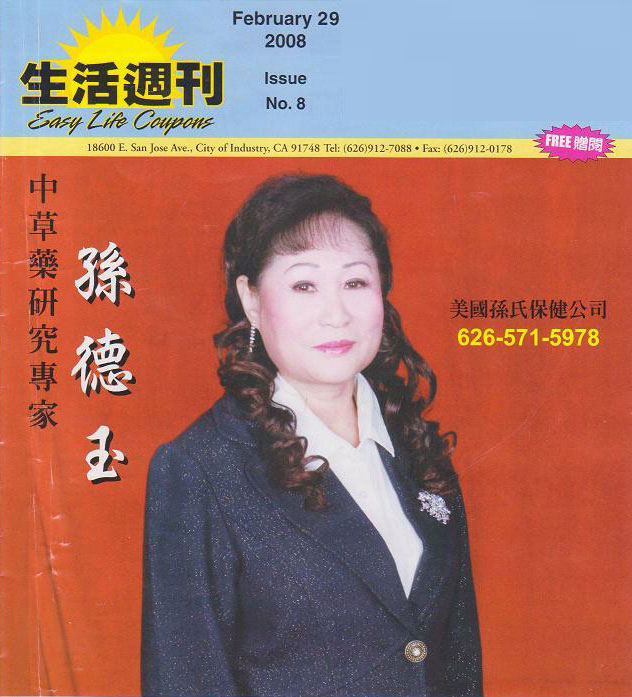 生活週刊
Easy Life Coupons
February 29
2008
Issue
No. 8
18600 E. San Jose Ave., City of Industry, CA 91748 Tel: (626)912-7088 • Fax: (626)912-0178
FREE 贈閱
中草藥研究專家
孫德玉
美國孫氏保健公司
626-571-5978